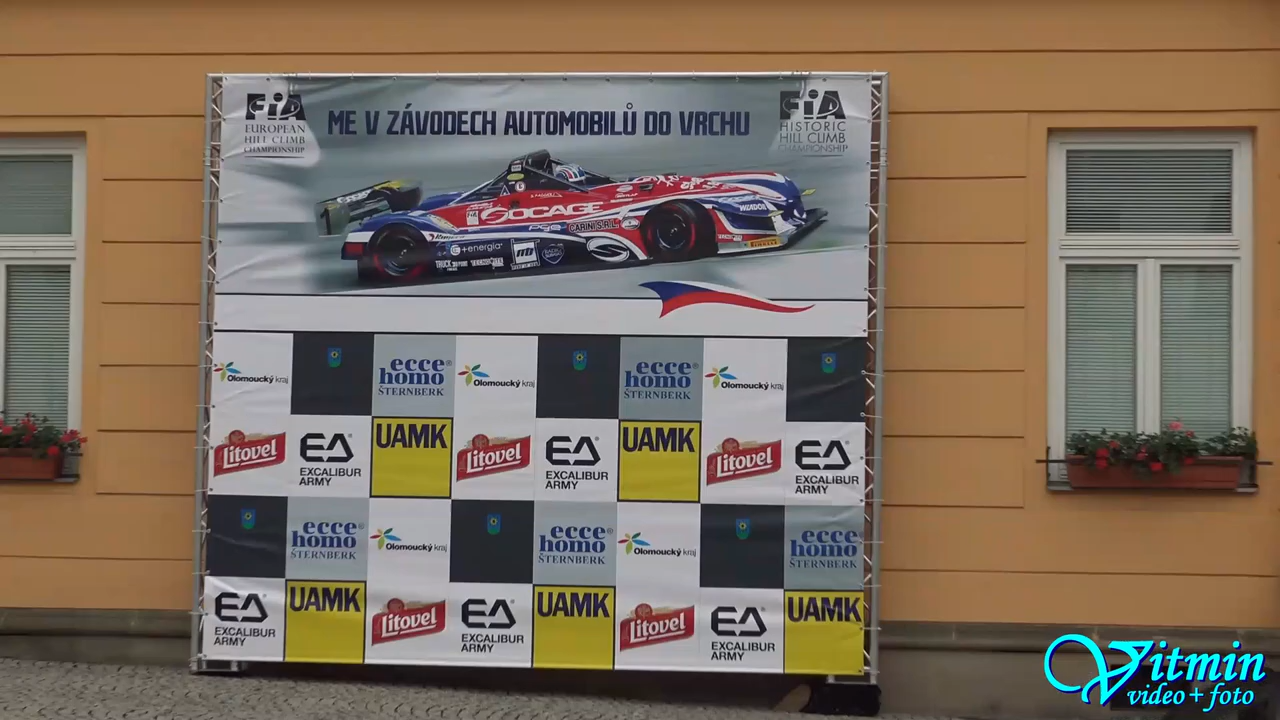 FiA
EUROPEAN
HILL CLIMB
CHAMPIONSHIP
ME V ZÁVODECH AUTOMOBILŮ DO VRCHU
FiA
HISTORIC
HILL CLIMB
CHAMPIONSHIP
SOCAGE
CARINI S.R.L.
+energia
PIRELLI
Olomoucký kraj
ecce
homo®
ŠTERNBERK
Olomoucký kraj
ecce
homo®
ŠTERNBERK
Olomoucký kraj
Litovel
EA®
EXCALIBUR
ARMY
UAMK
Litovel
EA®
EXCALIBUR
ARMY
UAMK
Litovel
EA®
EXCALIBUR
ARMY
ecce
homo®
ŠTERNBERK
Olomoucký kraj
ecce
homo®
ŠTERNBERK
Olomoucký kraj
ecce
homo
ŠTERNBERK
EA®
EXCALIBUR
ARMY
UAMK
Litovel
EA®
EXCALIBUR
ARMY
UAMK
Litovel
EA®
EXCALIBUR
ARMY
UAMK
Vitmin
video + foto